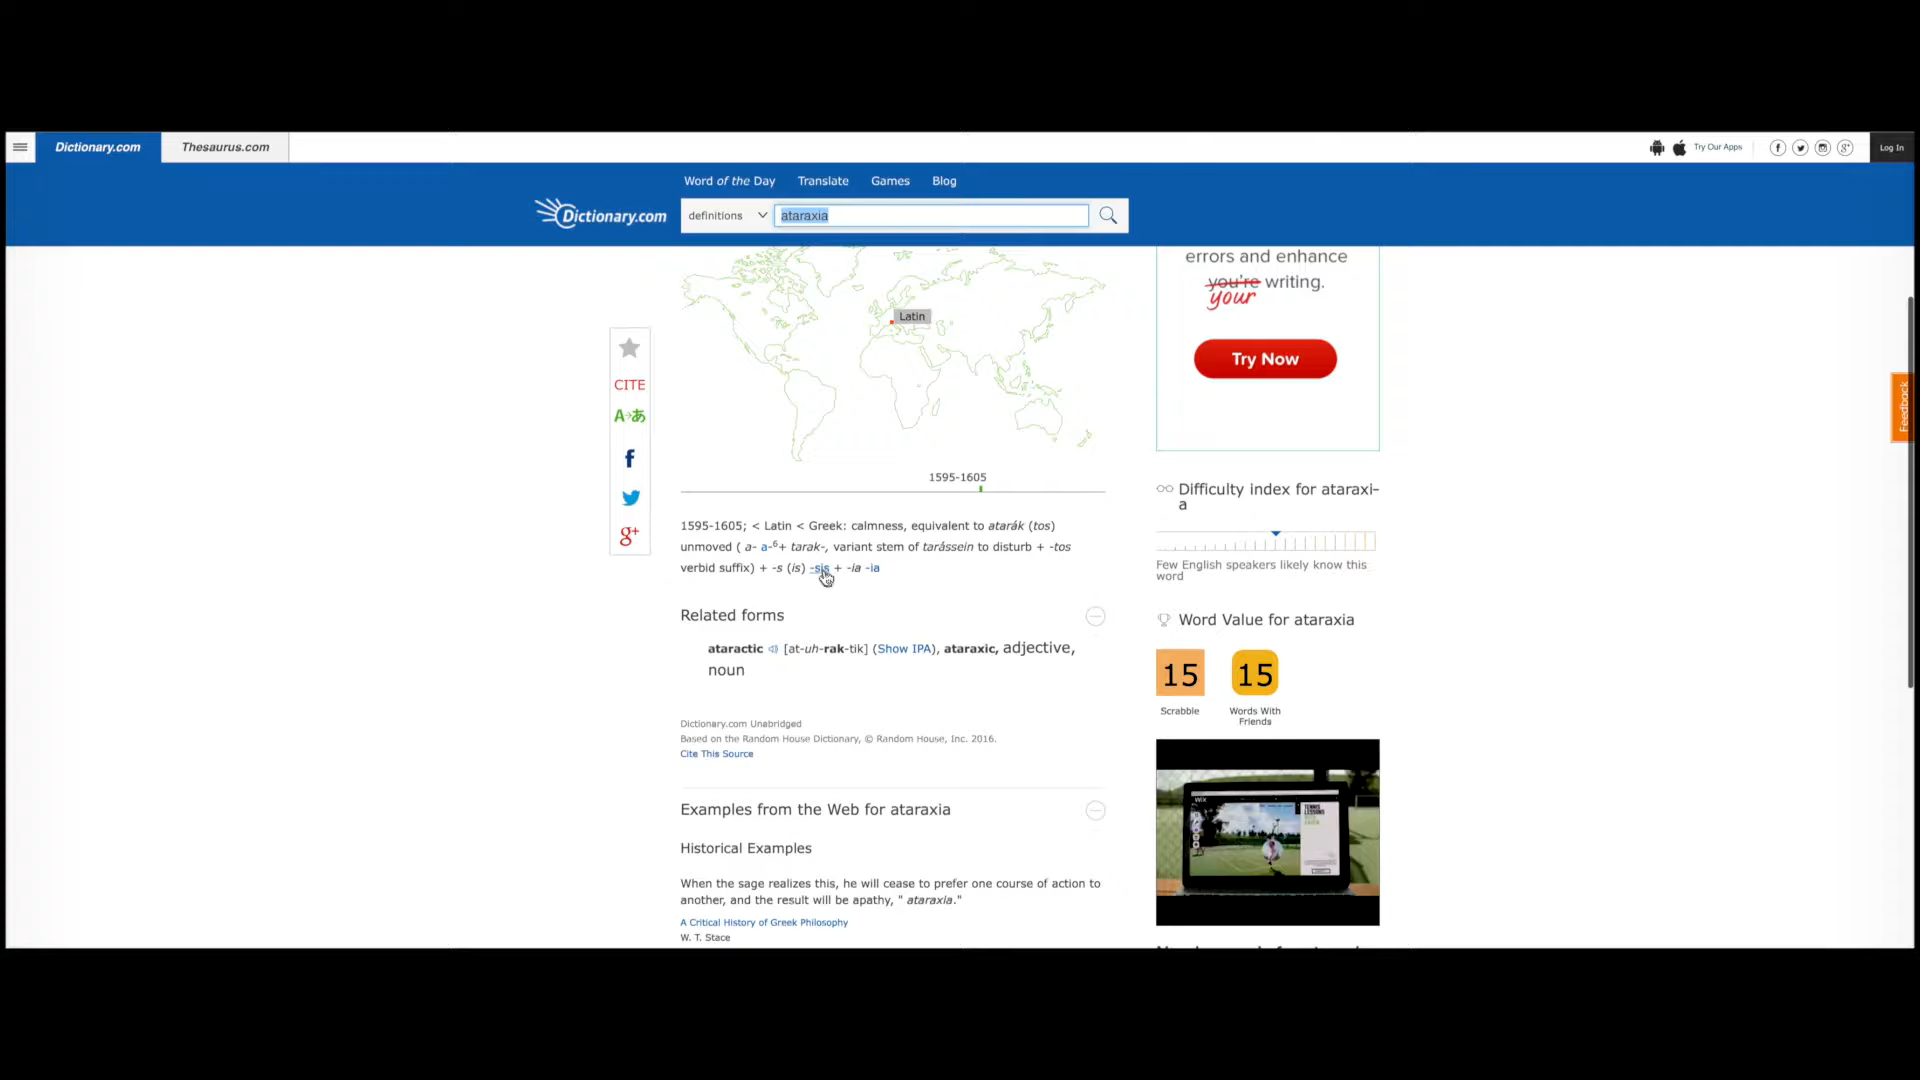 Dictionary.com
Thesaurus.com
Try Our Apps
Log In
Word of the Day
Translate
Games
Blog
Dictionary.com
definitions
ataraxia
errors and enhance
you're writing.
your
Try Now
Latin
CITE
A→あ
Feedback
1595-1605
1595-1605; < Latin < Greek: calmness, equivalent to atarák (tos)
unmoved ( a- a-⁶+ tarak-, variant stem of tarássein to disturb + -tos
verbid suffix) + -s (is) -sis + -ia -ia
Difficulty index for ataraxi-
a
Few English speakers likely know this
word
Related forms
ataractic [at-uh-rak-tik] (Show IPA), ataraxic, adjective,
noun
Word Value for ataraxia
15
15
Scrabble
Words With
Friends
Dictionary.com Unabridged
Based on the Random House Dictionary, © Random House, Inc. 2016.
Cite This Source
Examples from the Web for ataraxia
Historical Examples
When the sage realizes this, he will cease to prefer one course of action to
another, and the result will be apathy, " ataraxia."
A Critical History of Greek Philosophy
W. T. Stace
WiX
TENNIS
LESSONS